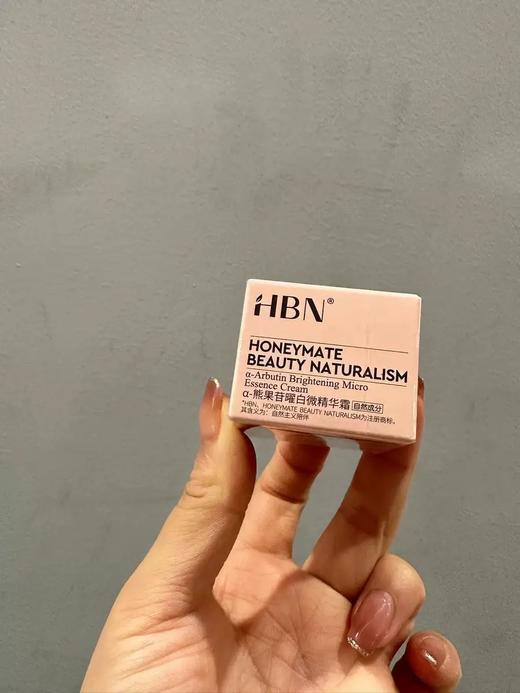 HBN®
HONEYMATE
BEAUTY NATURALISM
α-Arbutin Brightening Micro
Essence Cream
α-熊果苷曜白微精华霜 自然成分
*HBN、HONEYMATE BEAUTY NATURALISM为注册商标。
其含义为：自然主义陪伴